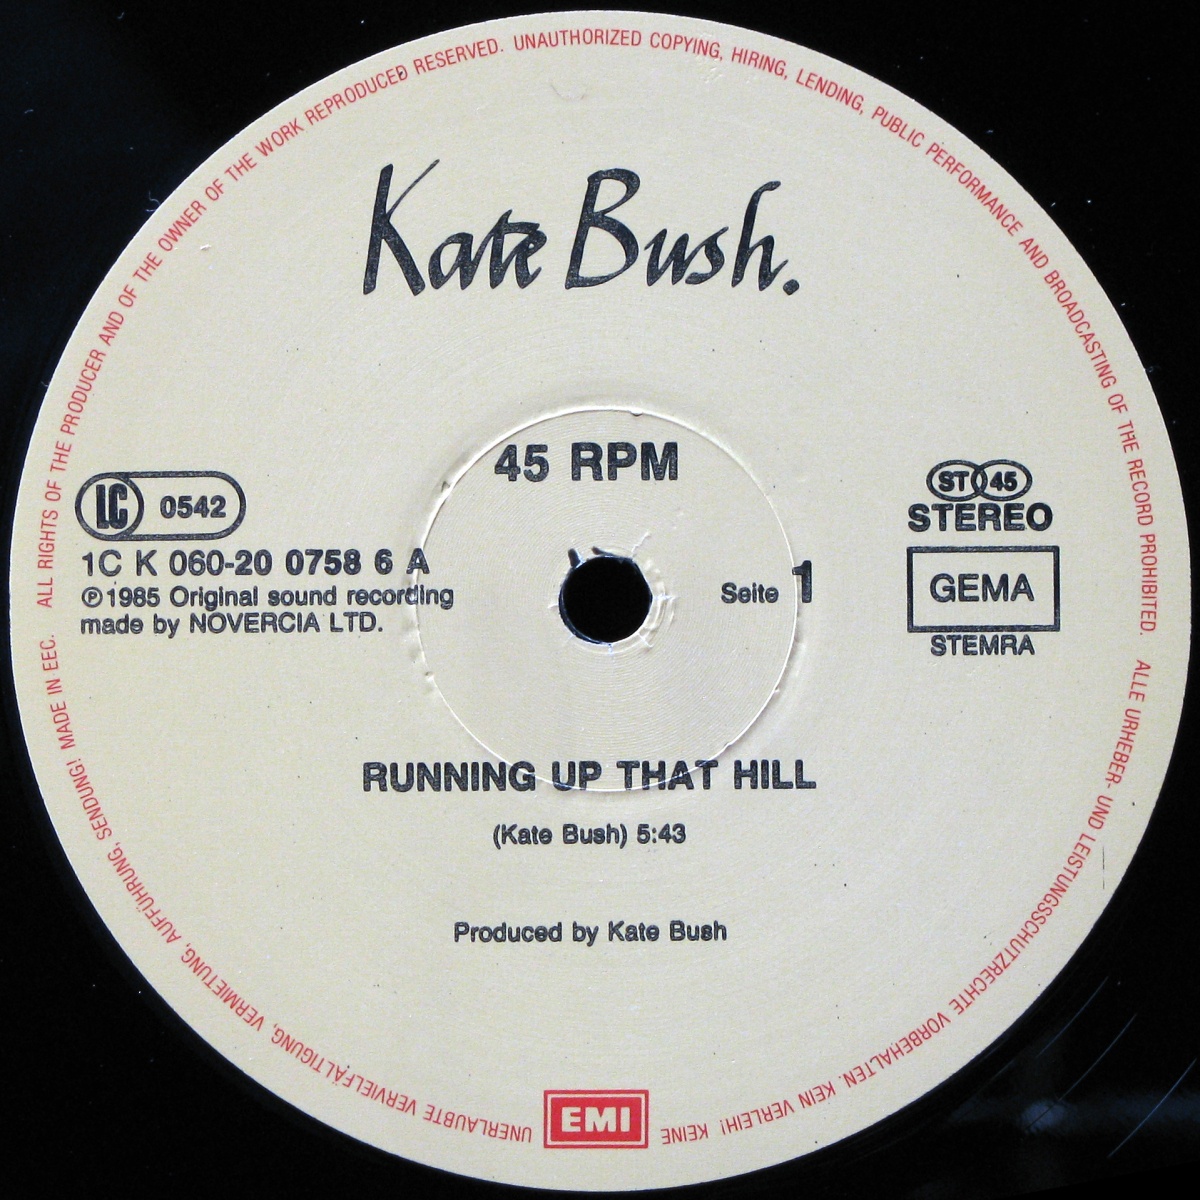 ALL RIGHTS OF THE PRODUCER AND OF THE OWNER OF THE WORK REPRODUCED RESERVED. UNAUTHORIZED COPYING, HIRING, LENDING, PUBLIC PERFORMANCE AND BROADCASTING OF THE RECORD PROHIBITED.
Kate Bush.
45 RPM
LC 0542
1C K 060-20 0758 6 A
℗1985 Original sound recording
made by NOVERCIA LTD.
Seite 1
ST 45
STEREO
GEMA
STEMRA
RUNNING UP THAT HILL
(Kate Bush) 5:43
Produced by Kate Bush
ALLE URHEBER- UND LEISTUNGSSCHUTZRECHTE VORBEHALTEN. KEIN VERLEIH! KEINE UNERLAUBTE VERVIELFÄLTIGUNG, VERMIETUNG, AUFFÜHRUNG, SENDUNG! MADE IN EEC.
EMI